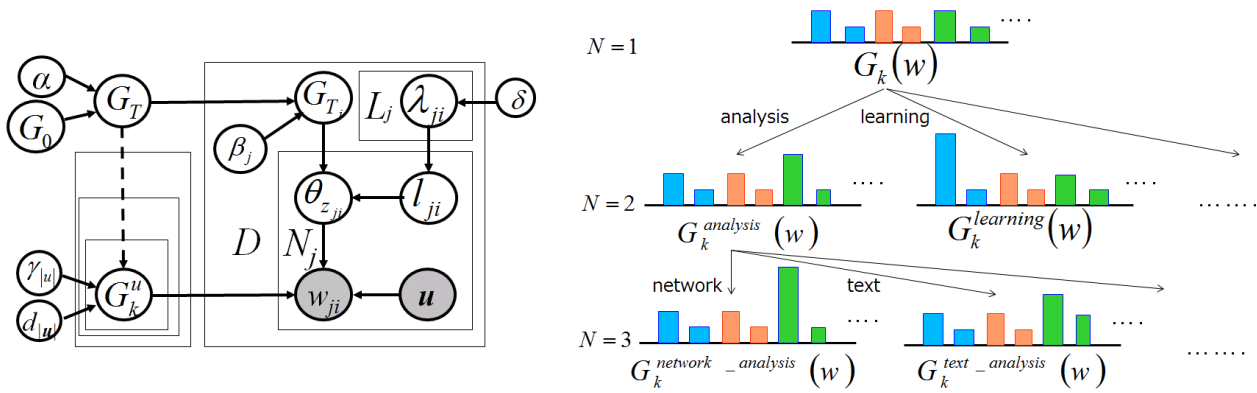 α
G_0
G_T
G_{T_j}
β_j
L_j
λ_{ji}
δ
θ_{z_{ji}}
l_{ji}
D
N_j
γ_{|u|}
d_{|u|}
G_k^u
w_{ji}
u
N = 1
....
G_k(w)
analysis
learning
N = 2
....
....
G_k^{analysis}(w)
G_k^{learning}(w)
.......
network
text
N = 3
....
....
G_k^{network_analysis}(w)
G_k^{text_analysis}(w)
.......